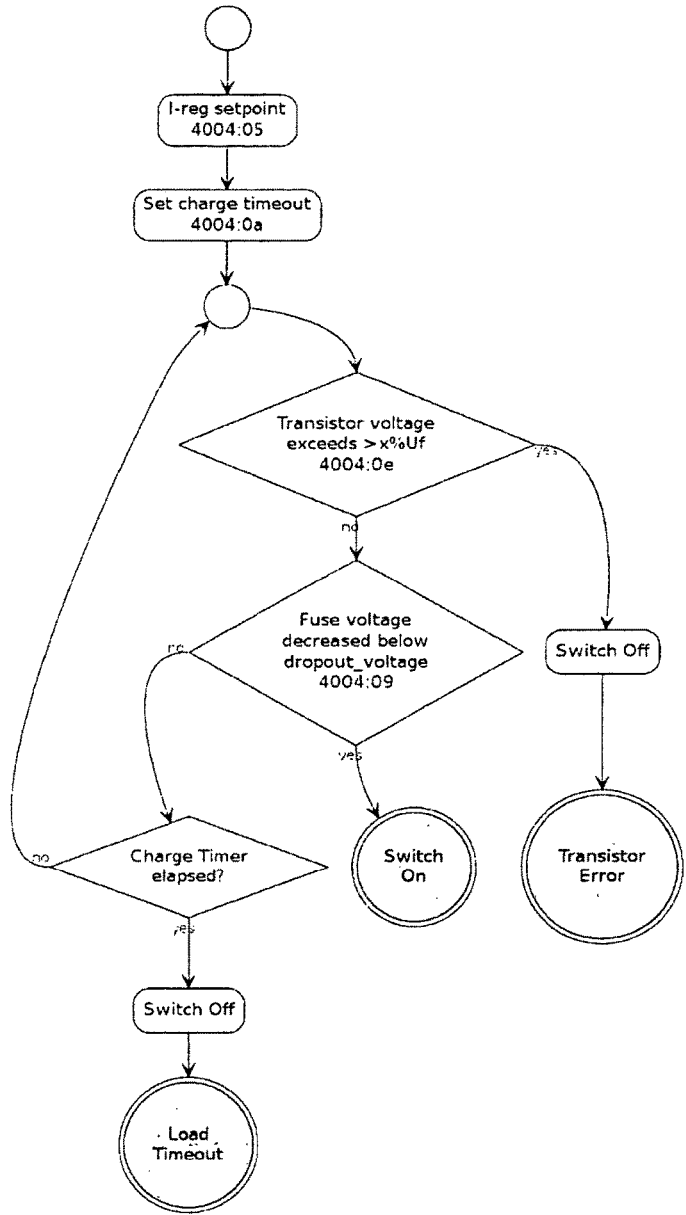 I-reg setpoint
4004:05
Set charge timeout
4004:0a
Transistor voltage
exceeds >x%Uf
4004:0e
yes
no
Fuse voltage
decreased below
dropout_voltage
4004:09
no
yes
Switch Off
Charge Timer
elapsed?
no
yes
Switch
On
Transistor
Error
Switch Off
Load
Timeout